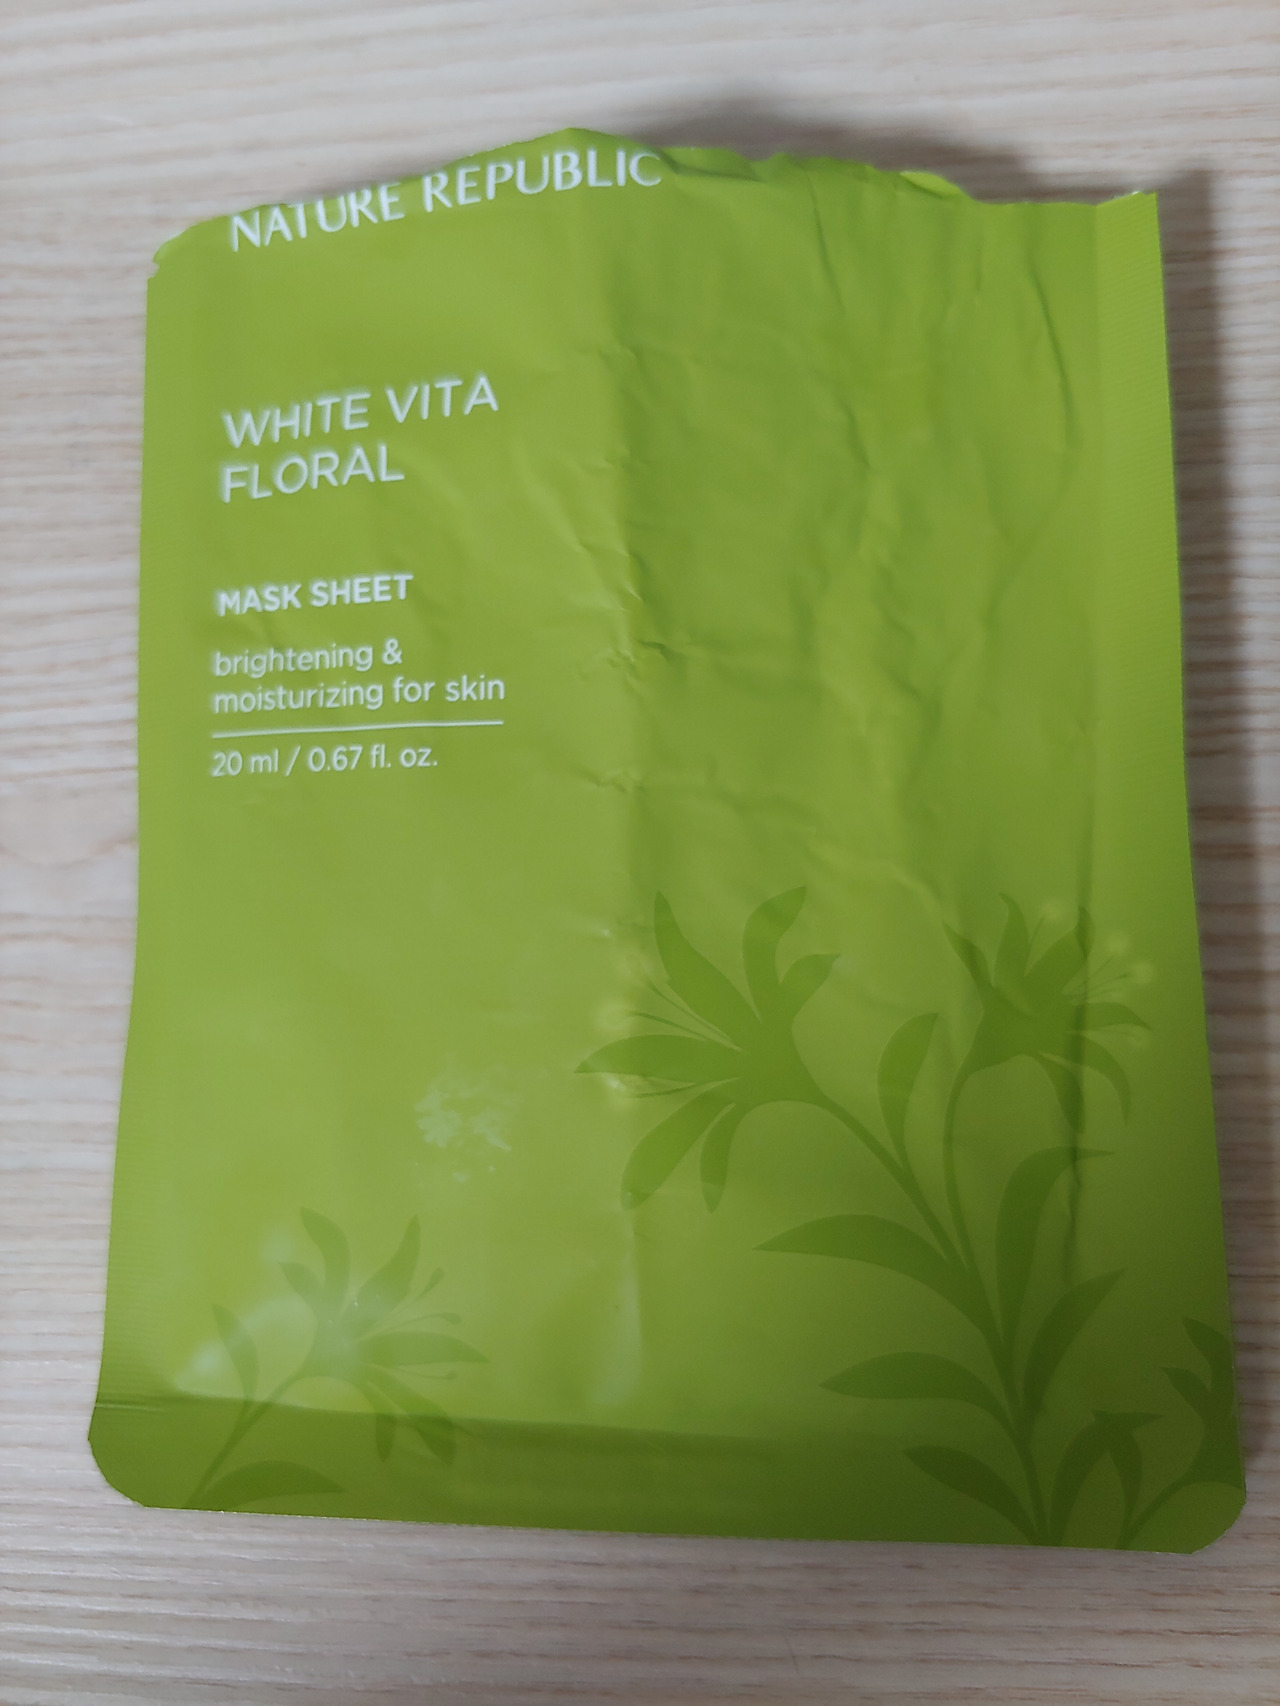 NATURE REPUBLIC
WHITE VITA
FLORAL
MASK SHEET
brightening &
moisturizing for skin
20 ml / 0.67 fl. oz.